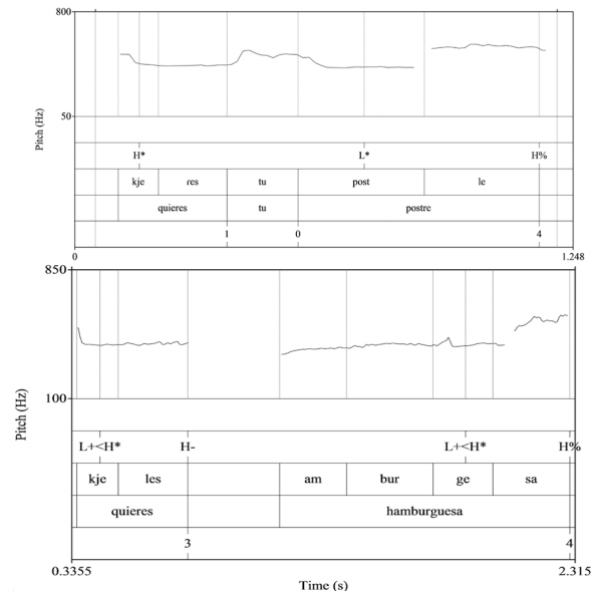 800
50
Pitch (Hz)
H* L* H%
kje res tu post le
quieres tu postre
1 0 4
0 1.248
850
100
Pitch (Hz)
L+<H* H- L+<H* H%
kje les am bur ge sa
quieres hamburguesa
3 4
0.3355 2.315
Time (s)